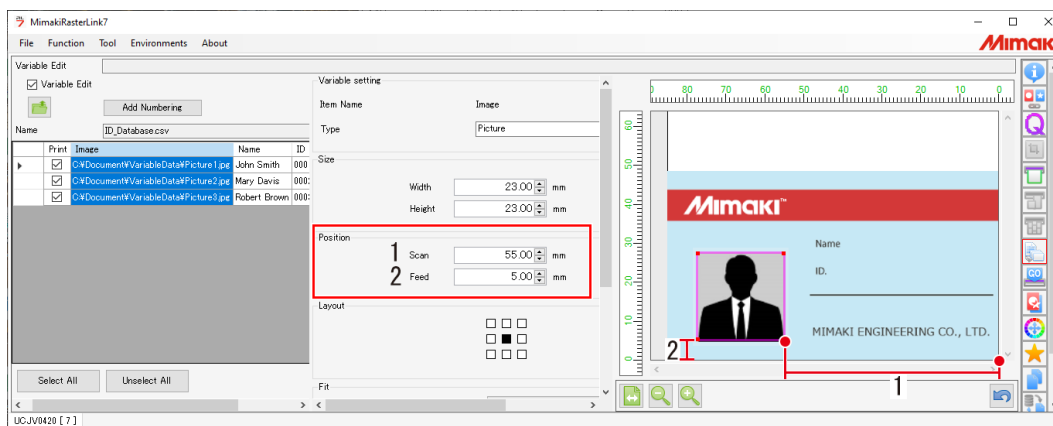 MimakiRasterLink7
File Function Tool Environments About
Mimaki
Variable Edit
Variable Edit
Add Numbering
Name ID_Database.csv
Print Image Name ID
C:¥Document¥VariableData¥Picture1.jpg John Smith 000
C:¥Document¥VariableData¥Picture2.jpg Mary Davis 000
C:¥Document¥VariableData¥Picture3.jpg Robert Brown 000
Select All Unselect All
UCJV0420 [ 7 ]
Variable setting
Item Name Image
Type Picture
Size
Width 23.00 mm
Height 23.00 mm
Position
1 Scan 55.00 mm
2 Feed 5.00 mm
Layout
Fit
80 70 60 50 40 30 20 10 0
60
50
40
30
20
10
0
Mimaki™
Name
ID.
MIMAKI ENGINEERING CO., LTD.
2
1
Q
GO